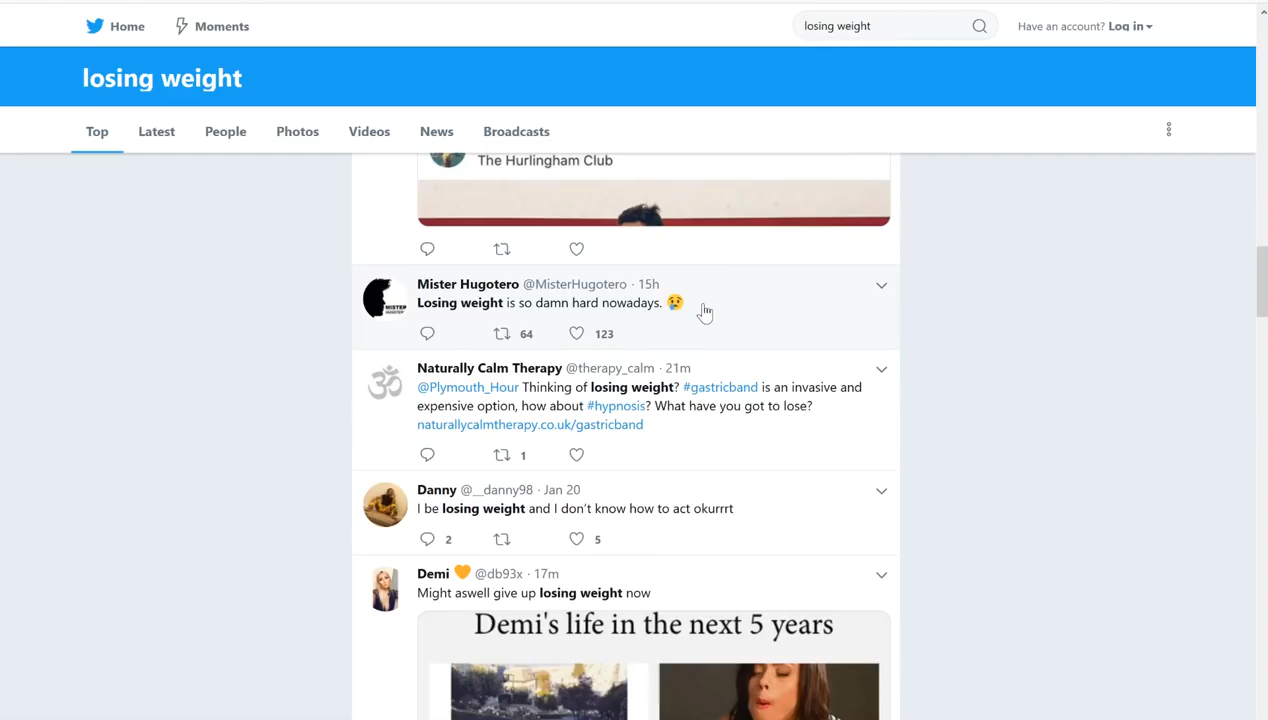 Home
Moments
losing weight
Have an account? Log in
losing weight
Top
Latest
People
Photos
Videos
News
Broadcasts
The Hurlingham Club
Mister Hugotero @MisterHugotero · 15h
Losing weight is so damn hard nowadays. 😢
64
123
Naturally Calm Therapy @therapy_calm · 21m
@Plymouth_Hour Thinking of losing weight? #gastricband is an invasive and
expensive option, how about #hypnosis? What have you got to lose?
naturallycalmtherapy.co.uk/gastricband
1
Danny @__danny98 · Jan 20
I be losing weight and I don't know how to act okurrrt
2
5
Demi 🧡 @db93x · 17m
Might aswell give up losing weight now
Demi's life in the next 5 years